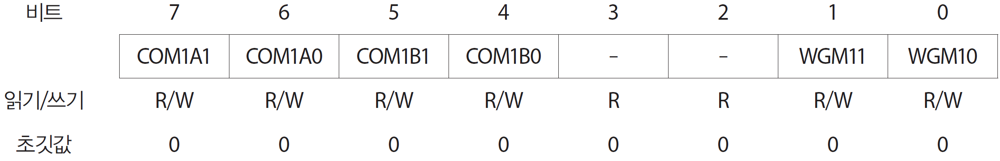 비트 7 6 5 4 3 2 1 0
COM1A1 COM1A0 COM1B1 COM1B0 – – WGM11 WGM10
읽기/쓰기 R/W R/W R/W R/W R R R/W R/W
초깃값 0 0 0 0 0 0 0 0